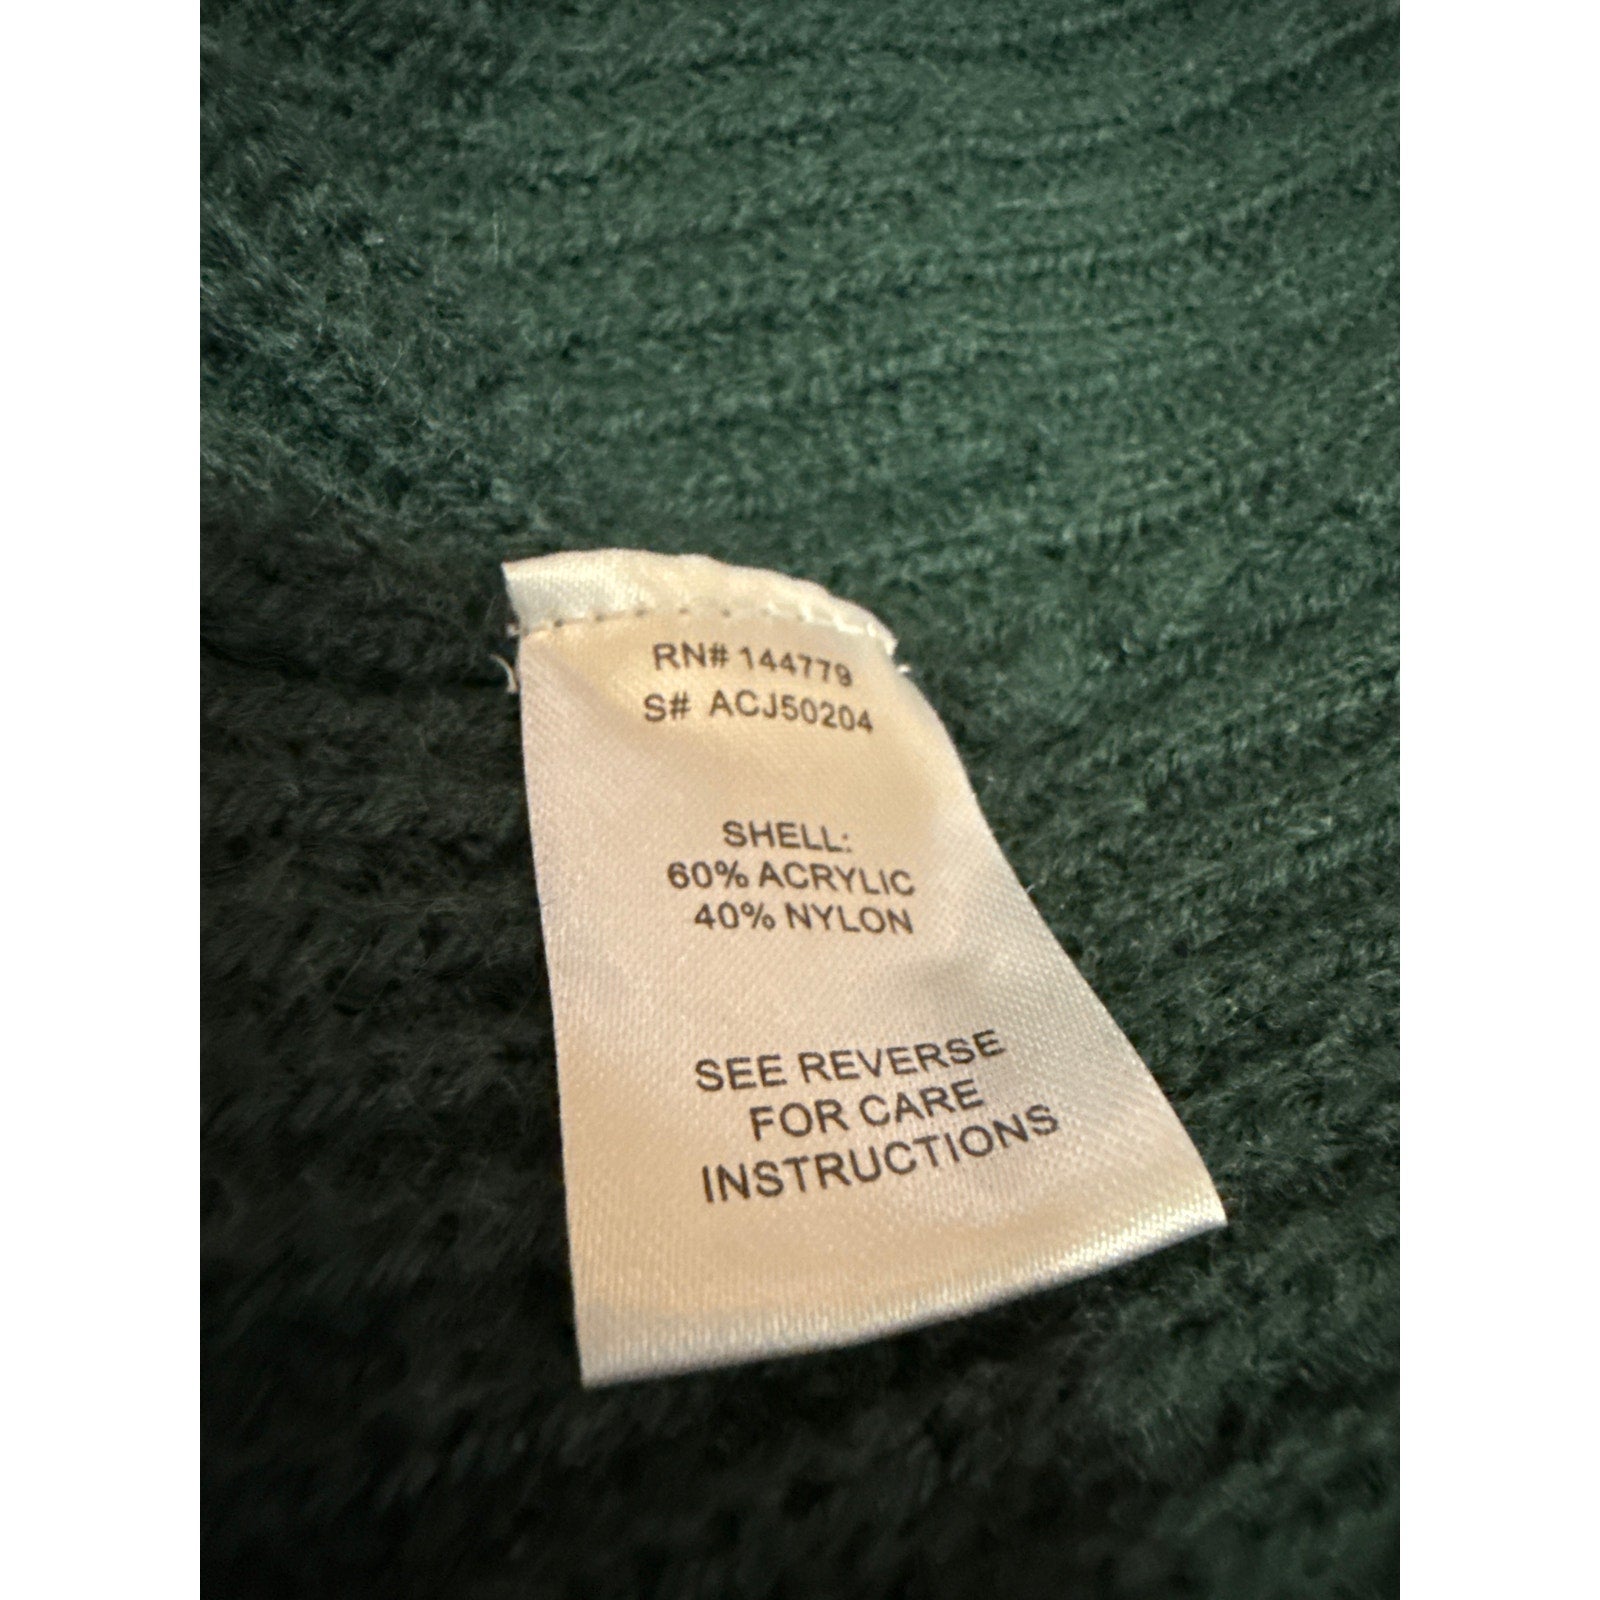 RN# 144779
S# ACJ50204
SHELL:
60% ACRYLIC
40% NYLON
SEE REVERSE
FOR CARE
INSTRUCTIONS